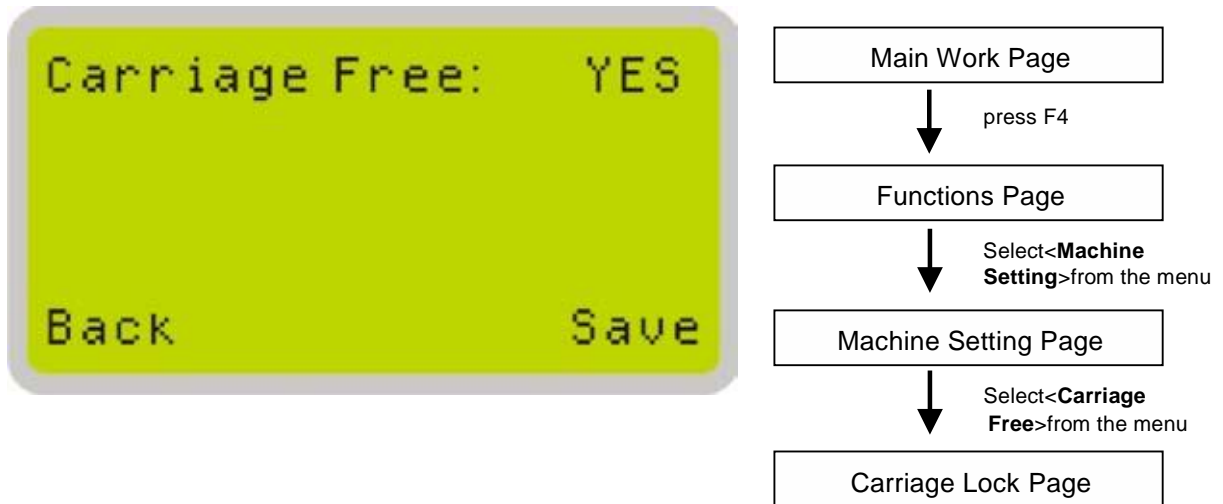 Carriage Free: YES
Back Save
Main Work Page
press F4
Functions Page
Select<Machine
Setting>from the menu
Machine Setting Page
Select<Carriage
Free>from the menu
Carriage Lock Page